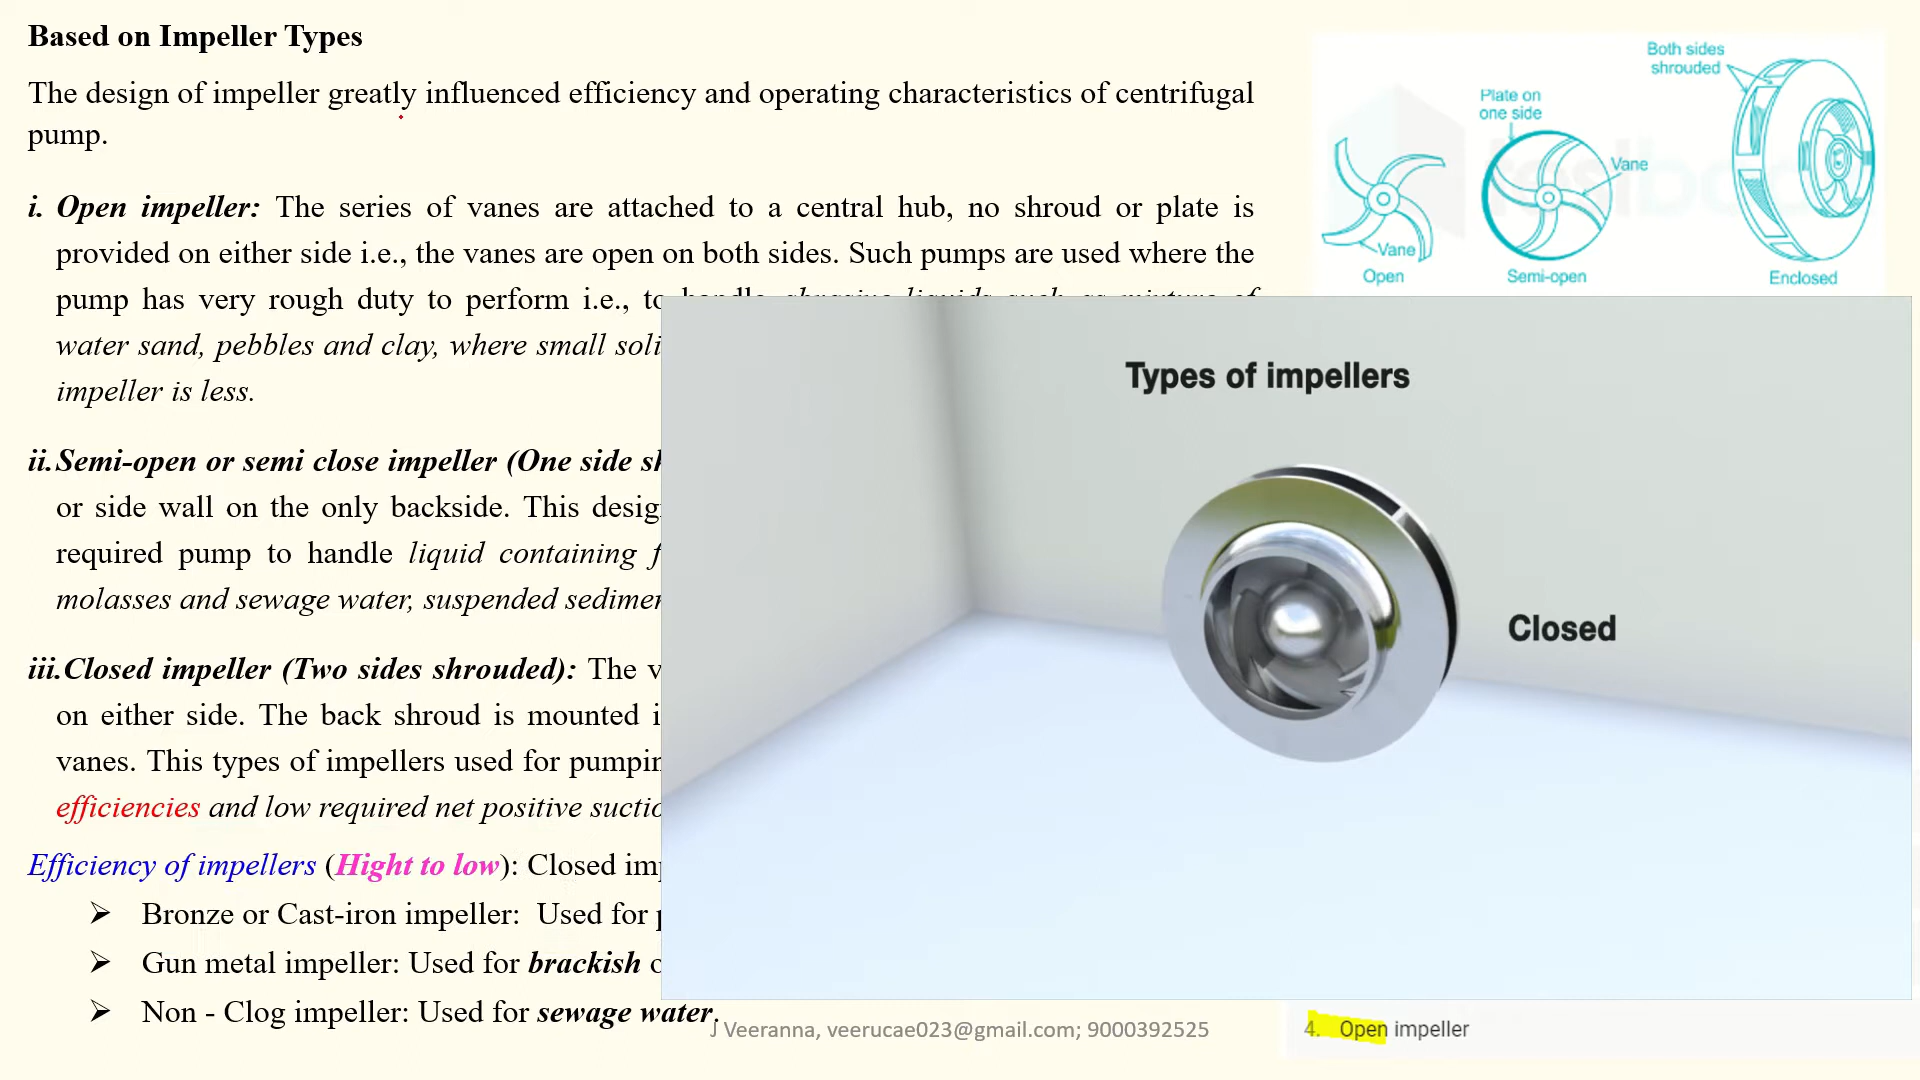 Based on Impeller Types
The design of impeller greatly influenced efficiency and operating characteristics of centrifugal
pump.
i. Open impeller: The series of vanes are attached to a central hub, no shroud or plate is
provided on either side i.e., the vanes are open on both sides. Such pumps are used where the
pump has very rough duty to perform i.e., to handle abrasive liquids such as mixture of
water sand, pebbles and clay, where small soli
impeller is less.
ii. Semi-open or semi close impeller (One side sh
or side wall on the only backside. This desig
required pump to handle liquid containing f
molasses and sewage water, suspended sedimen
iii. Closed impeller (Two sides shrouded): The v
on either side. The back shroud is mounted i
vanes. This types of impellers used for pumpin
efficiencies and low required net positive suctio
Efficiency of impellers (Hight to low): Closed imp
➢ Bronze or Cast-iron impeller: Used for p
➢ Gun metal impeller: Used for brackish o
➢ Non - Clog impeller: Used for sewage water.
Both sides
shrouded
Plate on
one side
Vane
Vane
Open
Semi-open
Enclosed
Types of impellers
Closed
J Veeranna, veerucae023@gmail.com; 9000392525
4. Open impeller